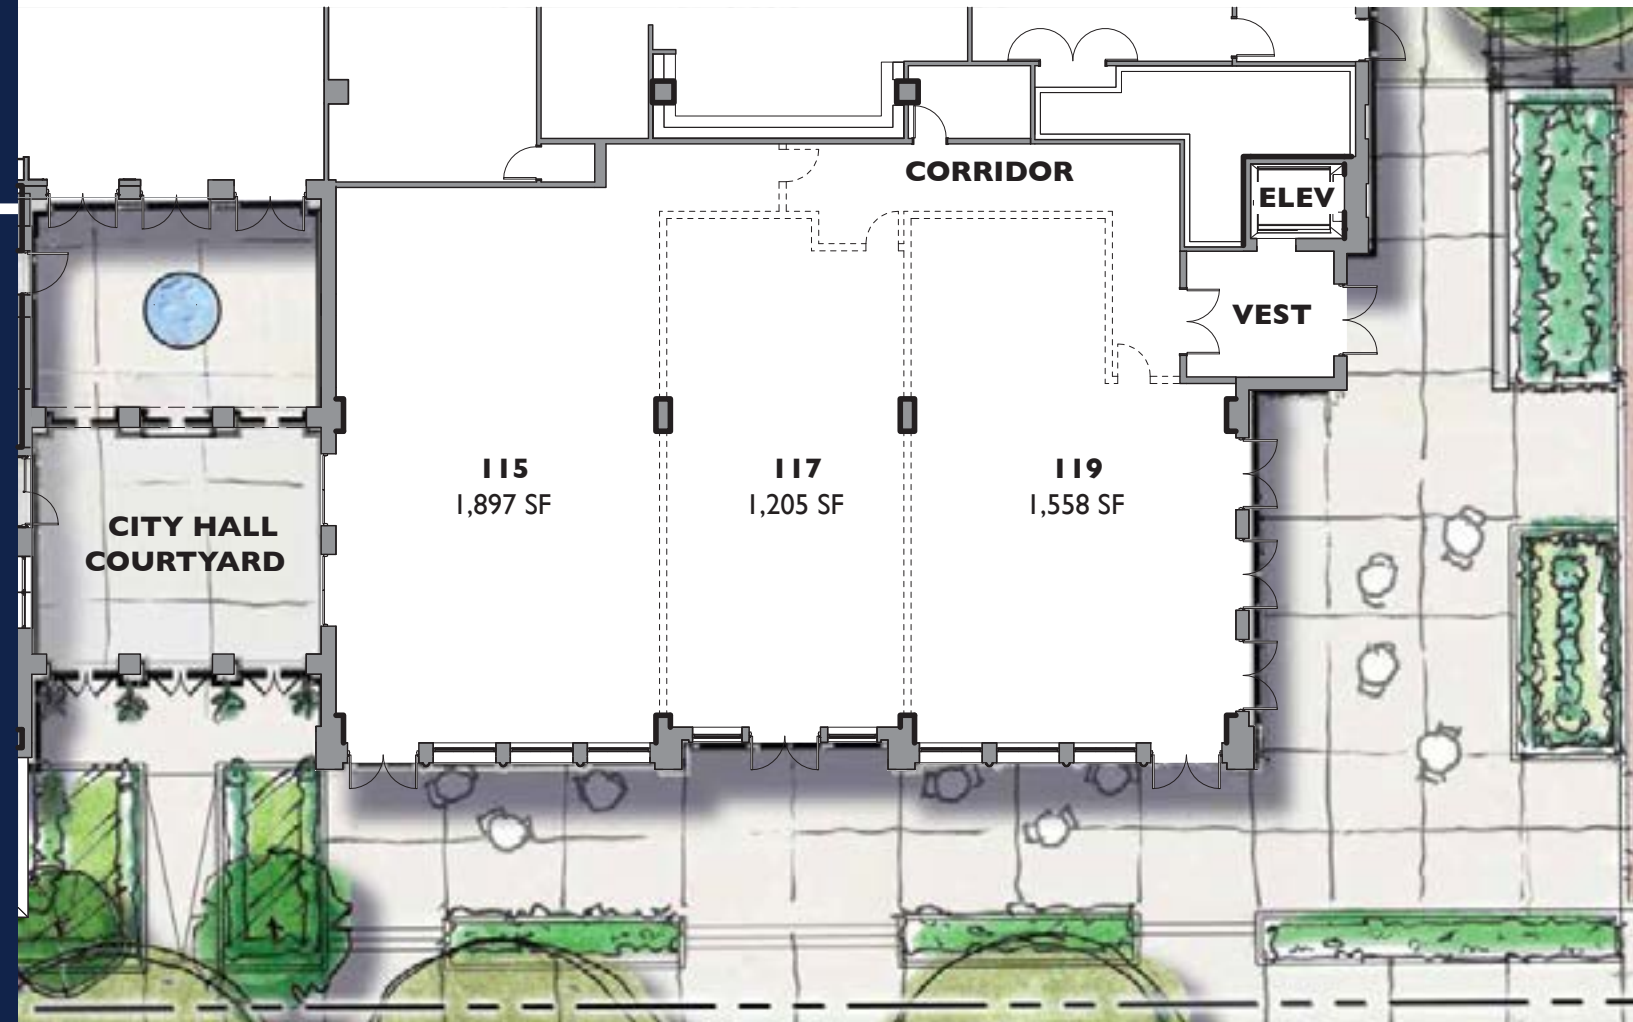 CORRIDOR
ELEV
VEST
115
1,897 SF
117
1,205 SF
119
1,558 SF
CITY HALL
COURTYARD